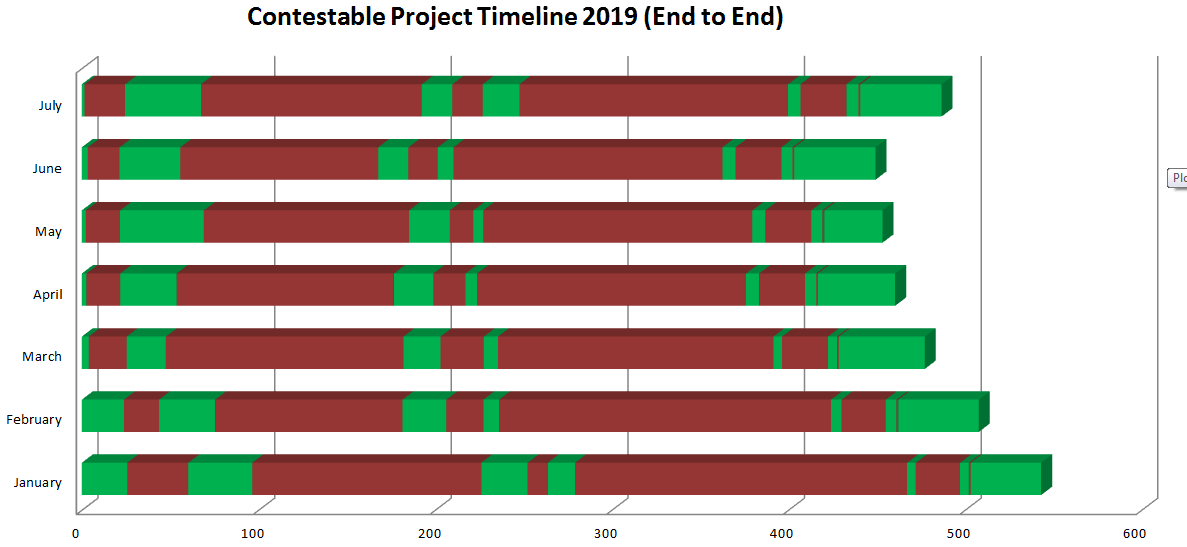 Contestable Project Timeline 2019 (End to End)
July
June
May
April
March
February
January
0 100 200 300 400 500 600